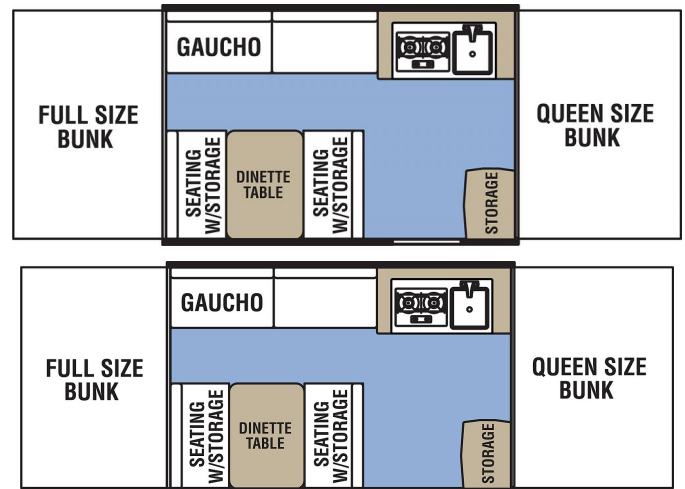 GAUCHO
FULL SIZE
BUNK
QUEEN SIZE
BUNK
SEATING
W/STORAGE
DINETTE
TABLE
SEATING
W/STORAGE
STORAGE
GAUCHO
FULL SIZE
BUNK
QUEEN SIZE
BUNK
SEATING
W/STORAGE
DINETTE
TABLE
SEATING
W/STORAGE
STORAGE